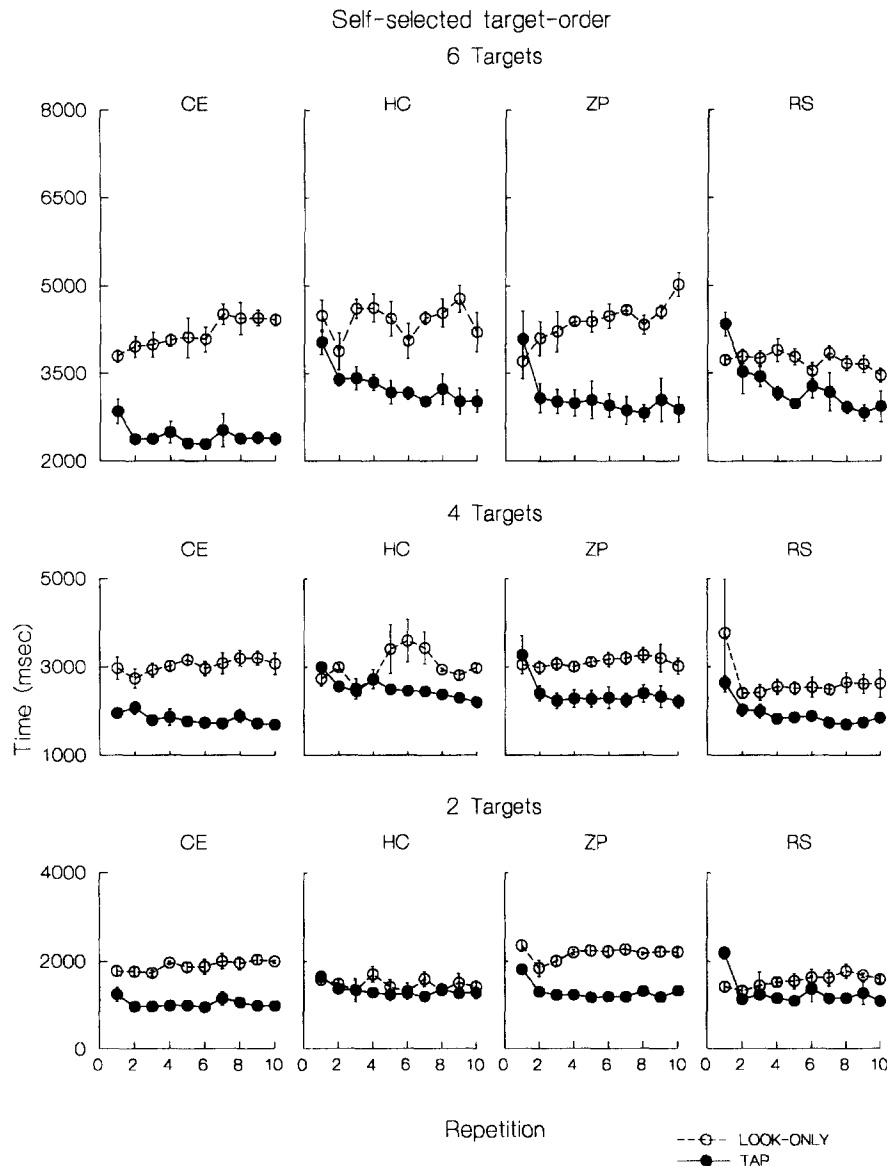 Self-selected target-order
6 Targets
CE HC ZP RS
8000
6500
5000
3500
2000
4 Targets
CE HC ZP RS
5000
3000
1000
Time (msec)
2 Targets
CE HC ZP RS
4000
2000
0
0 2 4 6 8 10 0 2 4 6 8 10 0 2 4 6 8 10 0 2 4 6 8 10
Repetition
LOOK-ONLY
TAP